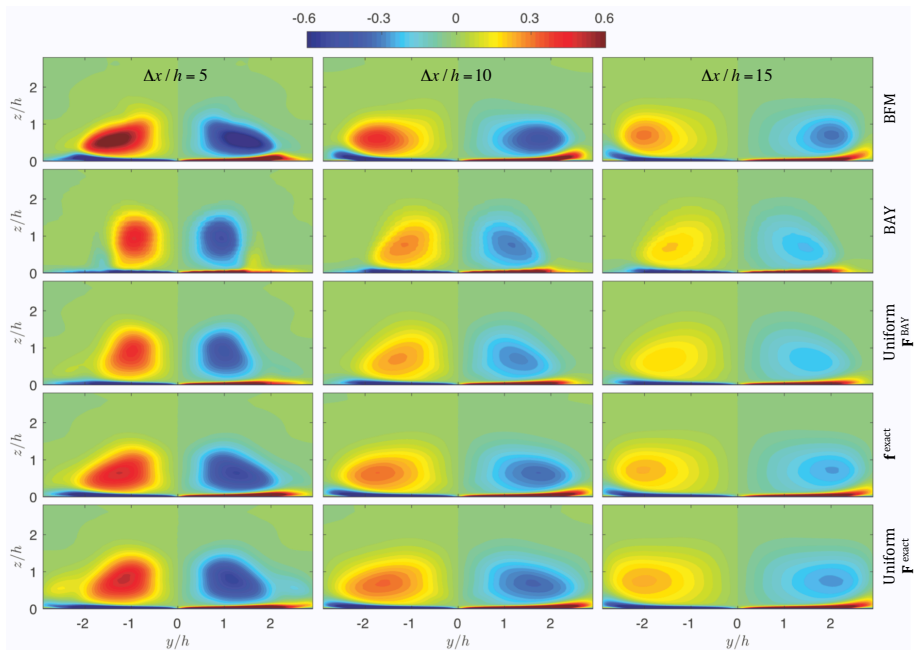 -0.6 -0.3 0 0.3 0.6
Δx / h = 5 Δx / h = 10 Δx / h = 15
z/h
2
1
0
BFM
z/h
2
1
0
BAY
z/h
2
1
0
Uniform
F^BAY
z/h
2
1
0
f^exact
z/h
2
1
0
Uniform
F^exact
-2 -1 0 1 2 -2 -1 0 1 2 -2 -1 0 1 2
y/h y/h y/h